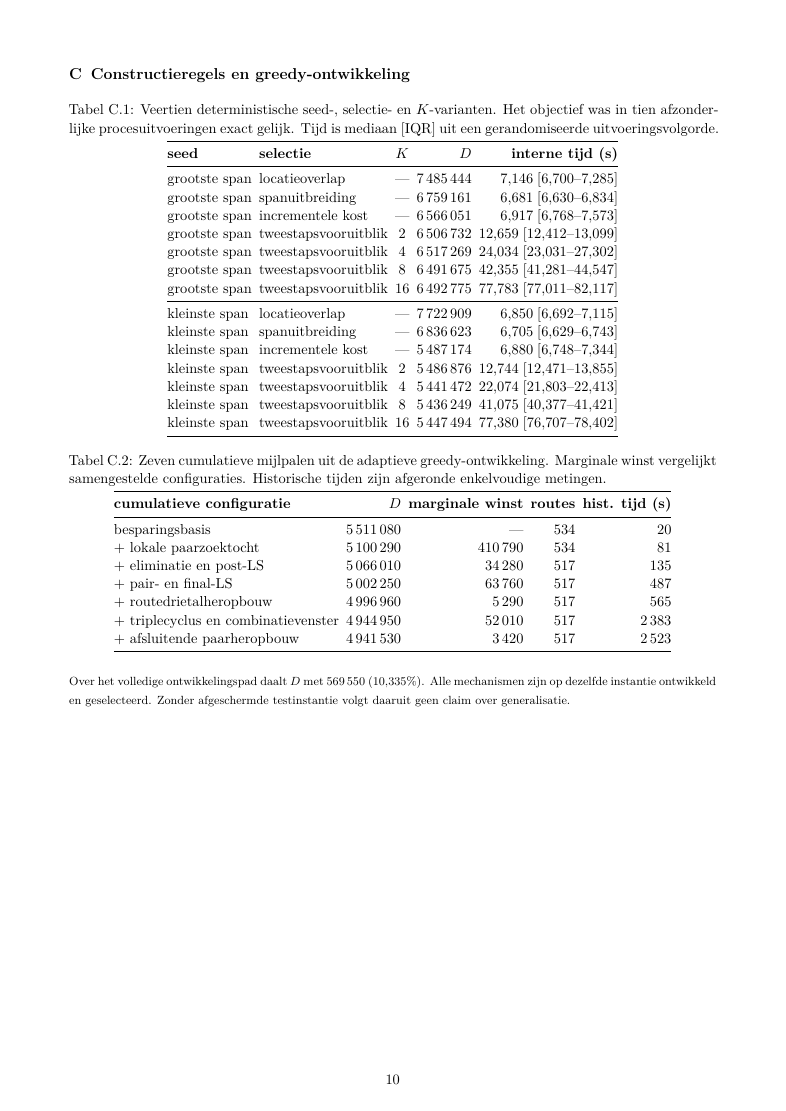 C Constructieregels en greedy-ontwikkeling
Tabel C.1: Veertien deterministische seed-, selectie- en K-varianten. Het objectief was in tien afzonder-
lijke procesuitvoeringen exact gelijk. Tijd is mediaan [IQR] uit een gerandomiseerde uitvoeringsvolgorde.
seed selectie K D interne tijd (s)
grootste span locatieoverlap — 7 485 444 7,146 [6,700–7,285]
grootste span spanuitbreiding — 6 759 161 6,681 [6,630–6,834]
grootste span incrementele kost — 6 566 051 6,917 [6,768–7,573]
grootste span tweestapsvooruitblik 2 6 506 732 12,659 [12,412–13,099]
grootste span tweestapsvooruitblik 4 6 517 269 24,034 [23,031–27,302]
grootste span tweestapsvooruitblik 8 6 491 675 42,355 [41,281–44,547]
grootste span tweestapsvooruitblik 16 6 492 775 77,783 [77,011–82,117]
kleinste span locatieoverlap — 7 722 909 6,850 [6,692–7,115]
kleinste span spanuitbreiding — 6 836 623 6,705 [6,629–6,743]
kleinste span incrementele kost — 5 487 174 6,880 [6,748–7,344]
kleinste span tweestapsvooruitblik 2 5 486 876 12,744 [12,471–13,855]
kleinste span tweestapsvooruitblik 4 5 441 472 22,074 [21,803–22,413]
kleinste span tweestapsvooruitblik 8 5 436 249 41,075 [40,377–41,421]
kleinste span tweestapsvooruitblik 16 5 447 494 77,380 [76,707–78,402]
Tabel C.2: Zeven cumulatieve mijlpalen uit de adaptieve greedy-ontwikkeling. Marginale winst vergelijkt
samengestelde configuraties. Historische tijden zijn afgeronde enkelvoudige metingen.
cumulatieve configuratie D marginale winst routes hist. tijd (s)
besparingsbasis 5 511 080 — 534 20
+ lokale paarzoektocht 5 100 290 410 790 534 81
+ eliminatie en post-LS 5 066 010 34 280 517 135
+ pair- en final-LS 5 002 250 63 760 517 487
+ routedrietalheropbouw 4 996 960 5 290 517 565
+ triplecyclus en combinatievenster 4 944 950 52 010 517 2 383
+ afsluitende paarheropbouw 4 941 530 3 420 517 2 523
Over het volledige ontwikkelingspad daalt D met 569 550 (10,335%). Alle mechanismen zijn op dezelfde instantie ontwikkeld
en geselecteerd. Zonder afgeschermde testinstantie volgt daaruit geen claim over generalisatie.
10